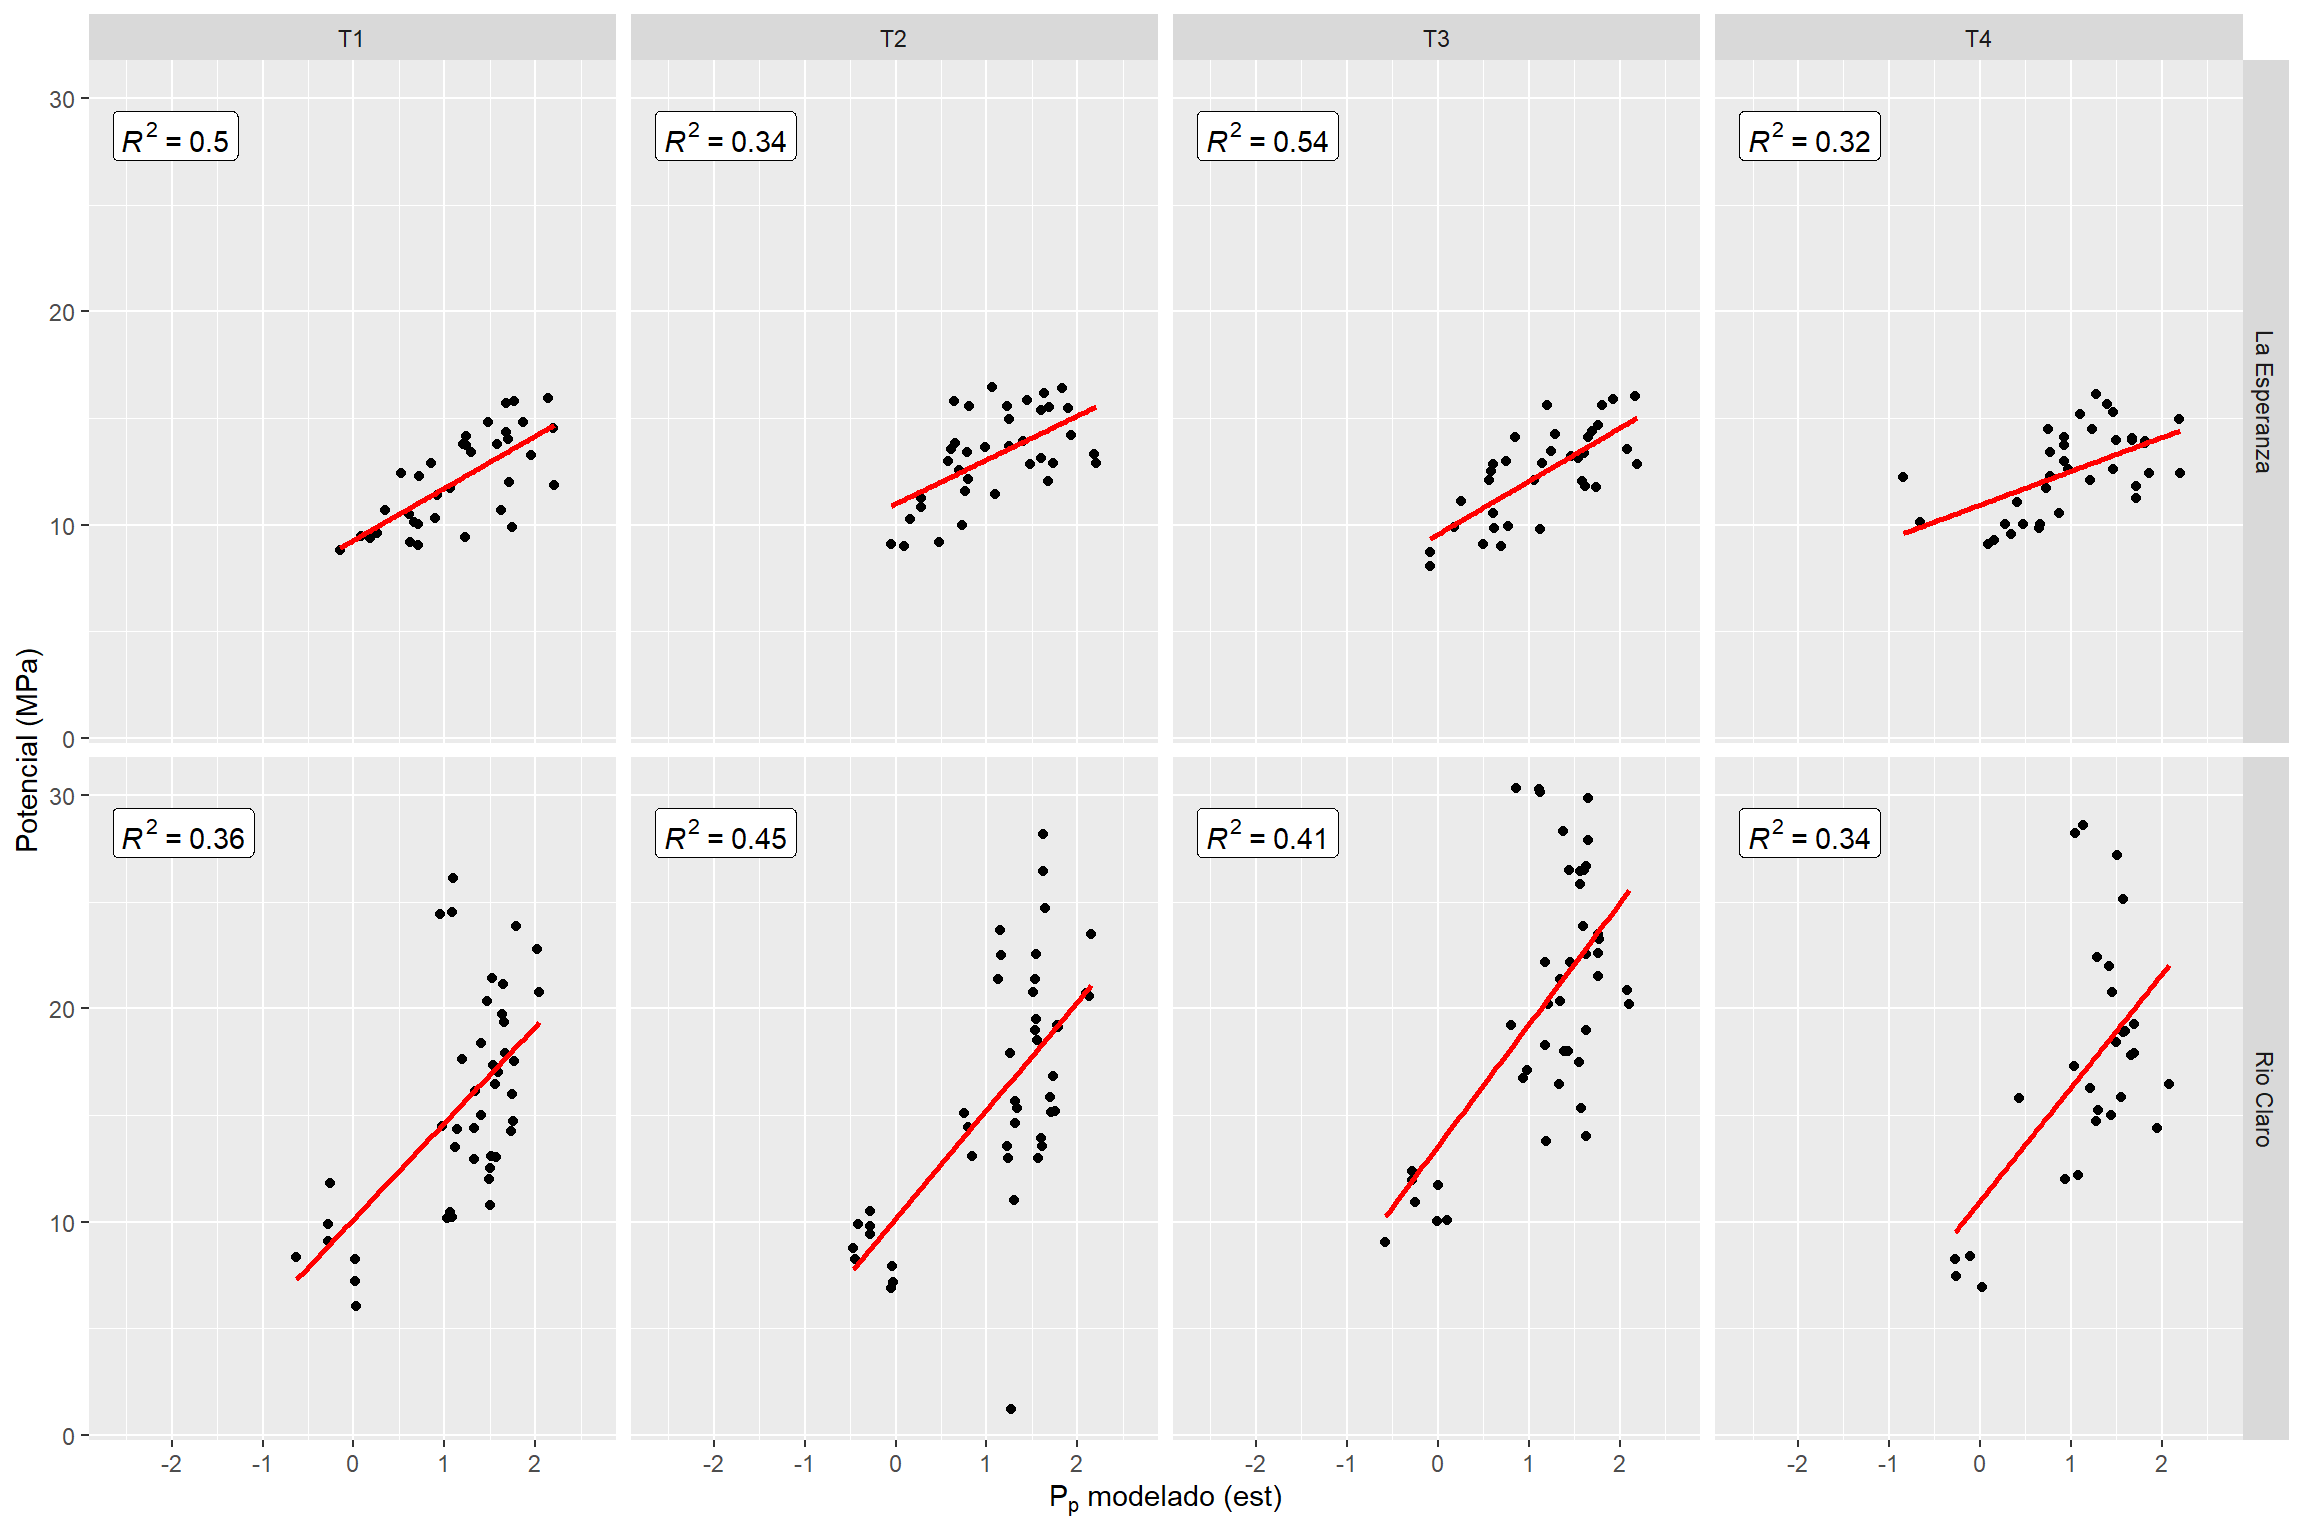 T1 T2 T3 T4
30
R² = 0.5 R² = 0.34 R² = 0.54 R² = 0.32
20
10
0
La Esperanza
Potencial (MPa)
30
R² = 0.36 R² = 0.45 R² = 0.41 R² = 0.34
20
10
0
Rio Claro
-2 -1 0 1 2 -2 -1 0 1 2 -2 -1 0 1 2 -2 -1 0 1 2
Pₚ modelado (est)